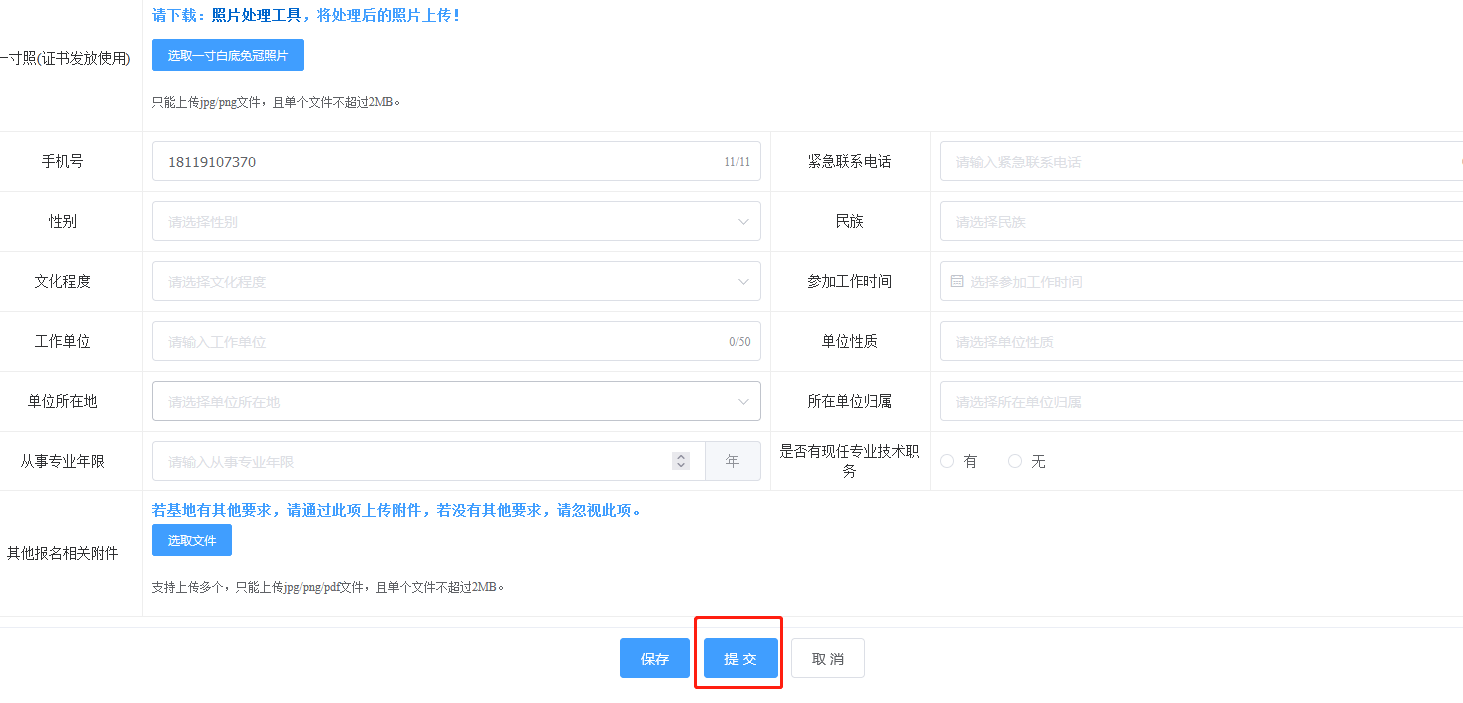 请下载：照片处理工具，将处理后的照片上传！
一寸照(证书发放使用)
选取一寸白底免冠照片
只能上传jpg/png文件，且单个文件不超过2MB。
手机号 18119107370 11/11 紧急联系电话 请输入紧急联系电话
性别 请选择性别 民族 请选择民族
文化程度 请选择文化程度 参加工作时间 选择参加工作时间
工作单位 请输入工作单位 0/50 单位性质 请选择单位性质
单位所在地 请选择单位所在地 所在单位归属 请选择所在单位归属
从事专业年限 请输入从事专业年限 年 是否有现任专业技术职
务 有 无
若基地有其他要求，请通过此项上传附件，若没有其他要求，请忽视此项。
其他报名相关附件
选取文件
支持上传多个，只能上传jpg/png/pdf文件，且单个文件不超过2MB。
保存 提交 取消